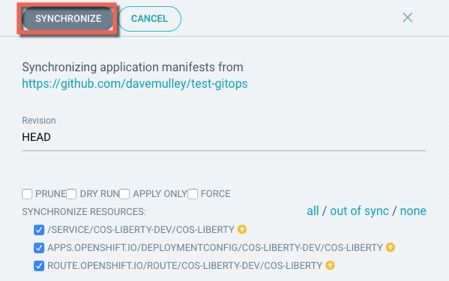 SYNCHRONIZE CANCEL
Synchronizing application manifests from
https://github.com/davemulley/test-gitops
Revision
HEAD
PRUNE DRY RUN APPLY ONLY FORCE
SYNCHRONIZE RESOURCES: all / out of sync / none
/SERVICE/COS-LIBERTY-DEV/COS-LIBERTY
APPS.OPENSHIFT.IO/DEPLOYMENTCONFIG/COS-LIBERTY-DEV/COS-LIBERTY
ROUTE.OPENSHIFT.IO/ROUTE/COS-LIBERTY-DEV/COS-LIBERTY